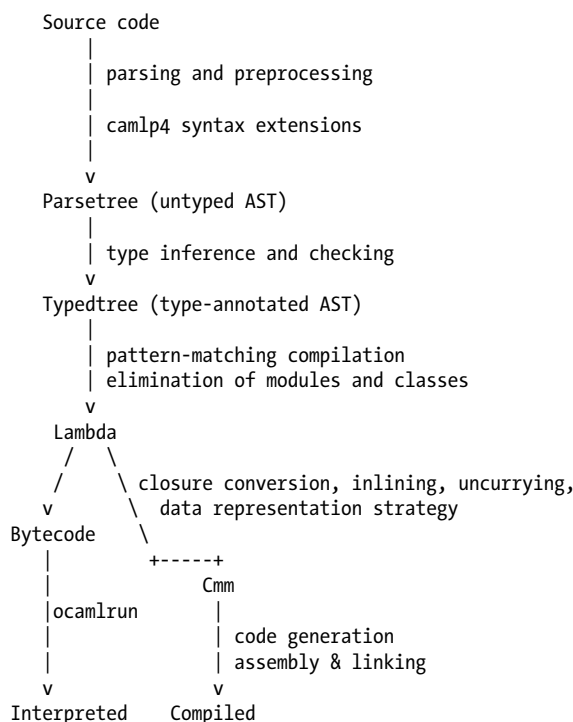 Source code
|
| parsing and preprocessing
|
| camlp4 syntax extensions
|
v
Parsetree (untyped AST)
|
| type inference and checking
v
Typedtree (type-annotated AST)
|
| pattern-matching compilation
| elimination of modules and classes
v
Lambda
/ \
/ \ closure conversion, inlining, uncurrying,
v \ data representation strategy
Bytecode \
| +-----+
| Cmm
|ocamlrun |
| | code generation
| | assembly & linking
v v
Interpreted Compiled